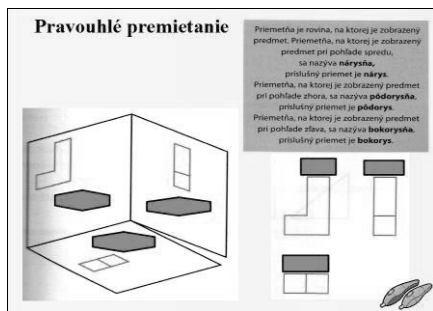 Pravouhlé premietanie
Priemetňa je rovina, na ktorej je zobrazený
predmet. Priemetňa, na ktorej je zobrazený
predmet pri pohľade spredu,
sa nazýva nárysňa,
príslušný priemet je nárys.
Priemetňa, na ktorej je zobrazený predmet
pri pohľade zhora, sa nazýva pôdorysňa,
príslušný priemet je pôdorys.
Priemetňa, na ktorej je zobrazený predmet
pri pohľade zľava, sa nazýva bokorysňa,
príslušný priemet je bokorys.